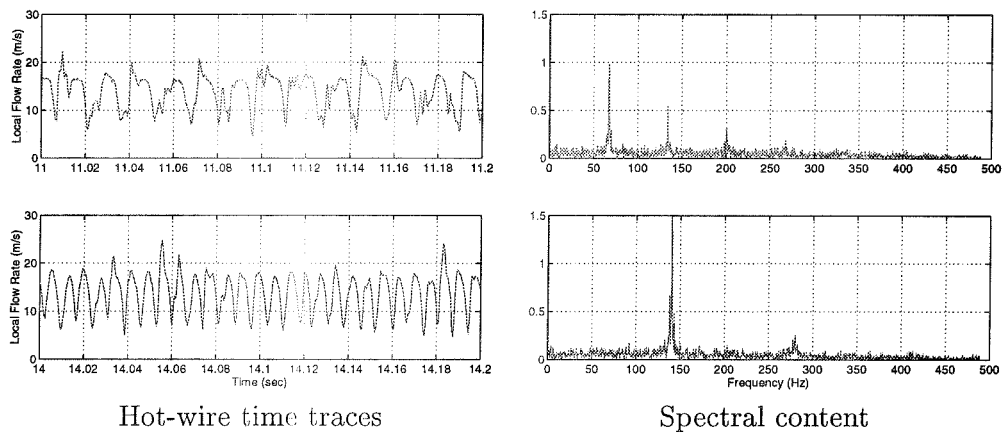 Local Flow Rate (m/s)
30
20
10
0
11 11.02 11.04 11.06 11.08 11.1 11.12 11.14 11.16 11.18 11.2
1.5
1
0.5
0
0 50 100 150 200 250 300 350 400 450 500
Local Flow Rate (m/s)
30
20
10
0
14 14.02 14.04 14.06 14.08 14.1 14.12 14.14 14.16 14.18 14.2
Time (sec)
1.5
1
0.5
0
0 50 100 150 200 250 300 350 400 450 500
Frequency (Hz)
Hot-wire time traces
Spectral content